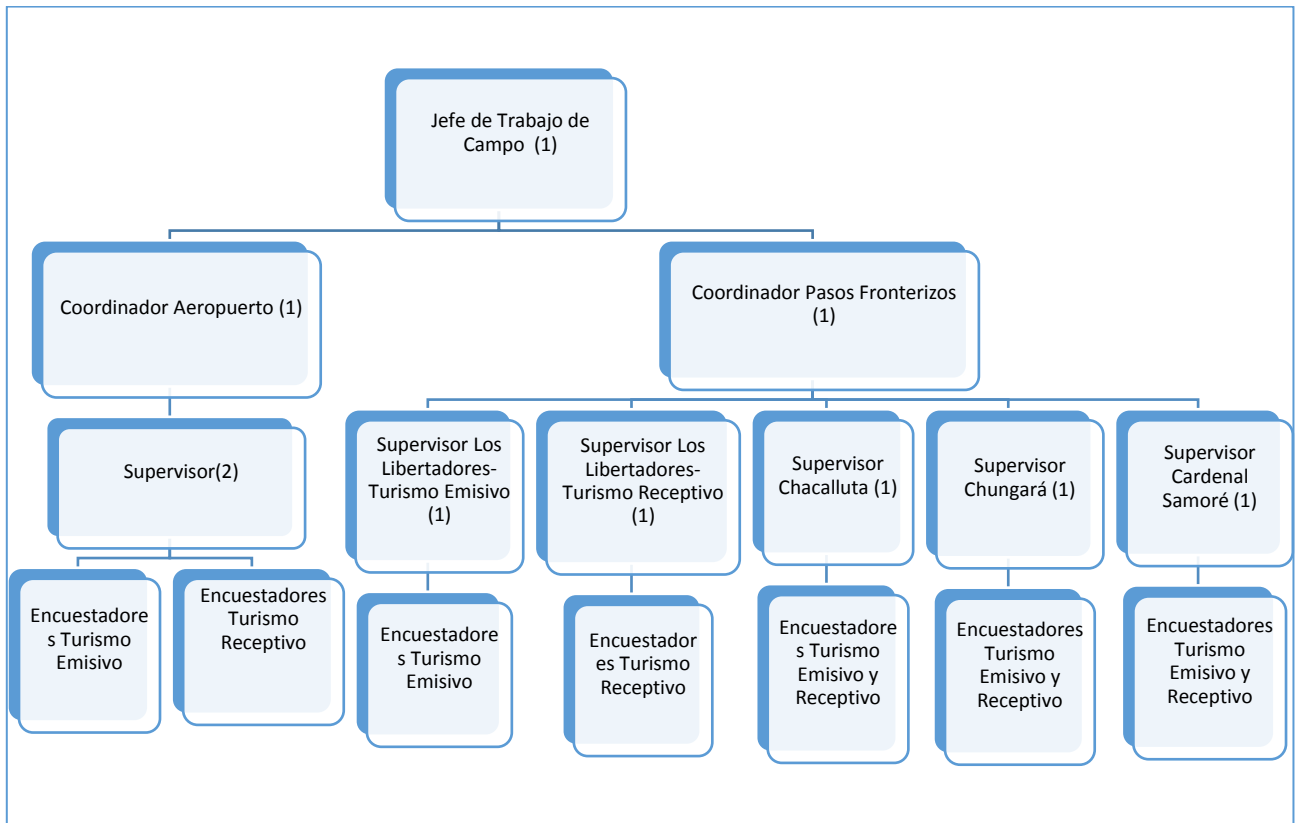 Jefe de Trabajo de
Campo (1)
Coordinador Aeropuerto (1)
Coordinador Pasos Fronterizos
(1)
Supervisor(2)
Supervisor Los
Libertadores-
Turismo Emisivo
(1)
Supervisor Los
Libertadores-
Turismo Receptivo
(1)
Supervisor
Chacalluta (1)
Supervisor
Chungará (1)
Supervisor
Cardenal
Samoré (1)
Encuestadore
s Turismo
Emisivo
Encuestadores
Turismo
Receptivo
Encuestadore
s Turismo
Emisivo
Encuestador
es Turismo
Receptivo
Encuestadore
s Turismo
Emisivo y
Receptivo
Encuestadores
Turismo
Emisivo y
Receptivo
Encuestadores
Turismo
Emisivo y
Receptivo